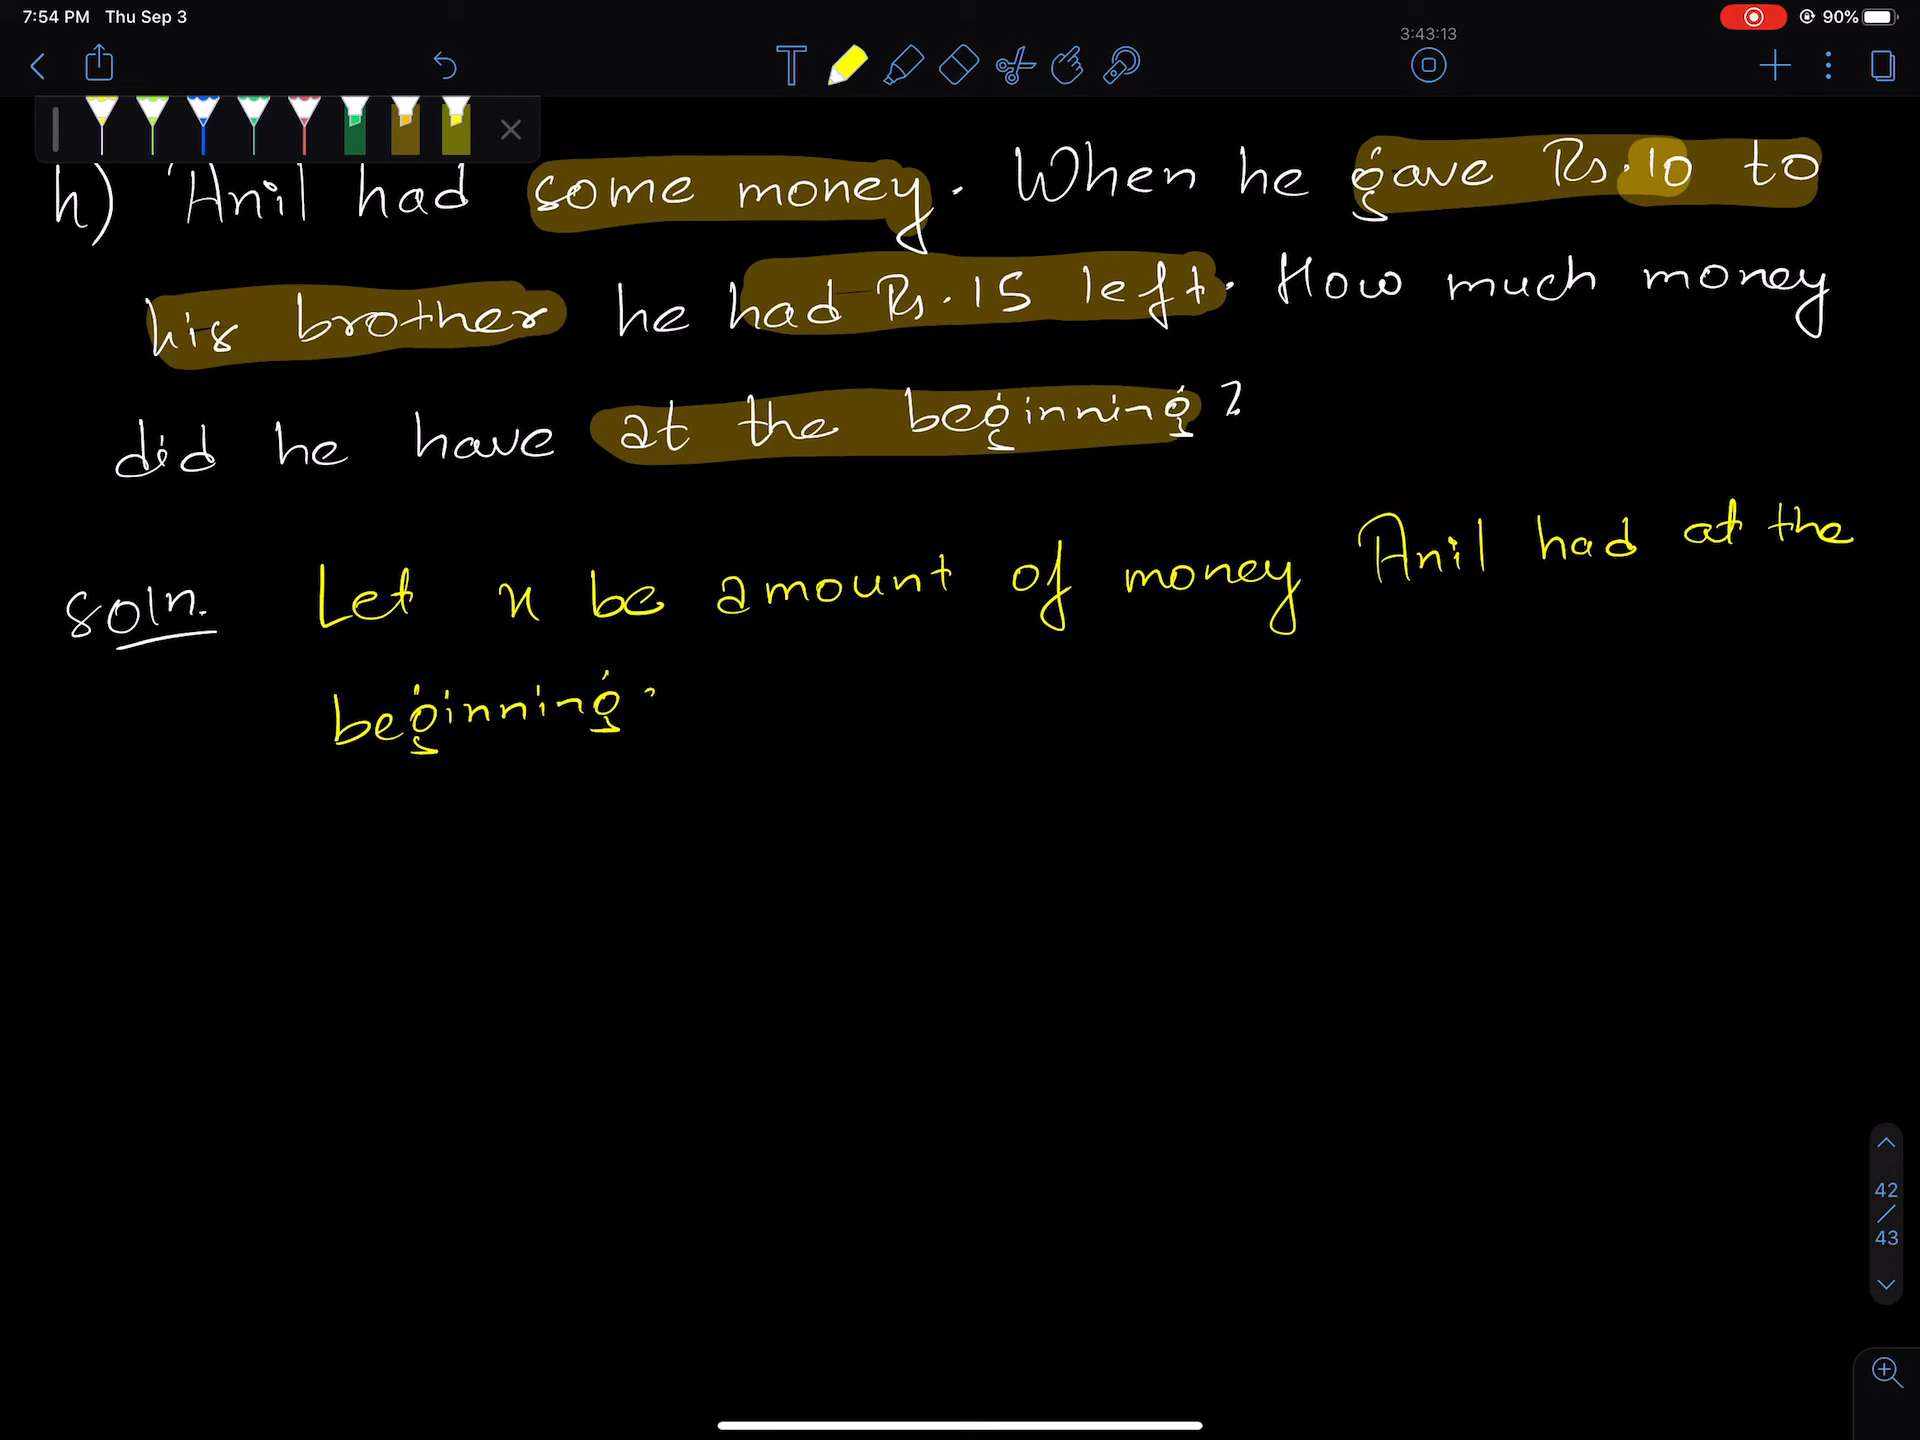 7:54 PM Thu Sep 3
90%
3:43:13
h) Anil had some money. When he gave Rs.10 to
his brother he had Rs.15 left. How much money
did he have at the beginning?
soln. Let x be amount of money Anil had at the
beginning.
42
/
43